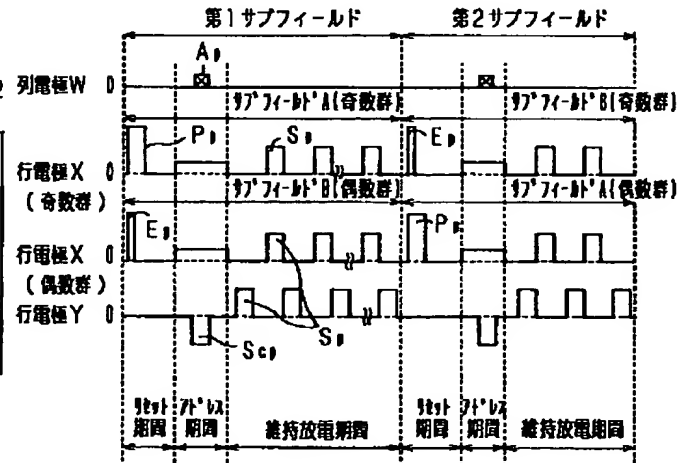 第1サブフィールド 第2サブフィールド
Ap
列電極W 0
サブフィールドA(奇数群) サブフィールドB(奇数群)
Pp Sp Ep
行電極X 0
(奇数群)
サブフィールドB(偶数群) サブフィールドA(偶数群)
Ep Pp
行電極X 0
(偶数群)
行電極Y 0
Sp
Scp
リセット期間 アドレス期間 維持放電期間 リセット期間 アドレス期間 維持放電期間